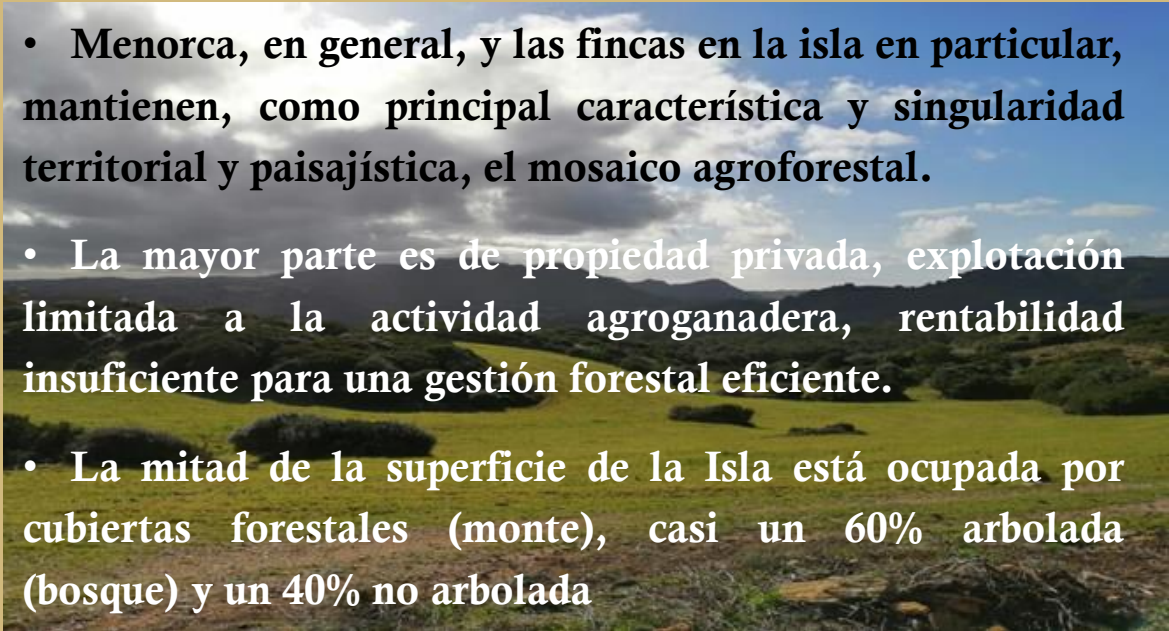 • Menorca, en general, y las fincas en la isla en particular,
mantienen, como principal característica y singularidad
territorial y paisajística, el mosaico agroforestal.
• La mayor parte es de propiedad privada, explotación
limitada a la actividad agroganadera, rentabilidad
insuficiente para una gestión forestal eficiente.
• La mitad de la superficie de la Isla está ocupada por
cubiertas forestales (monte), casi un 60% arbolada
(bosque) y un 40% no arbolada